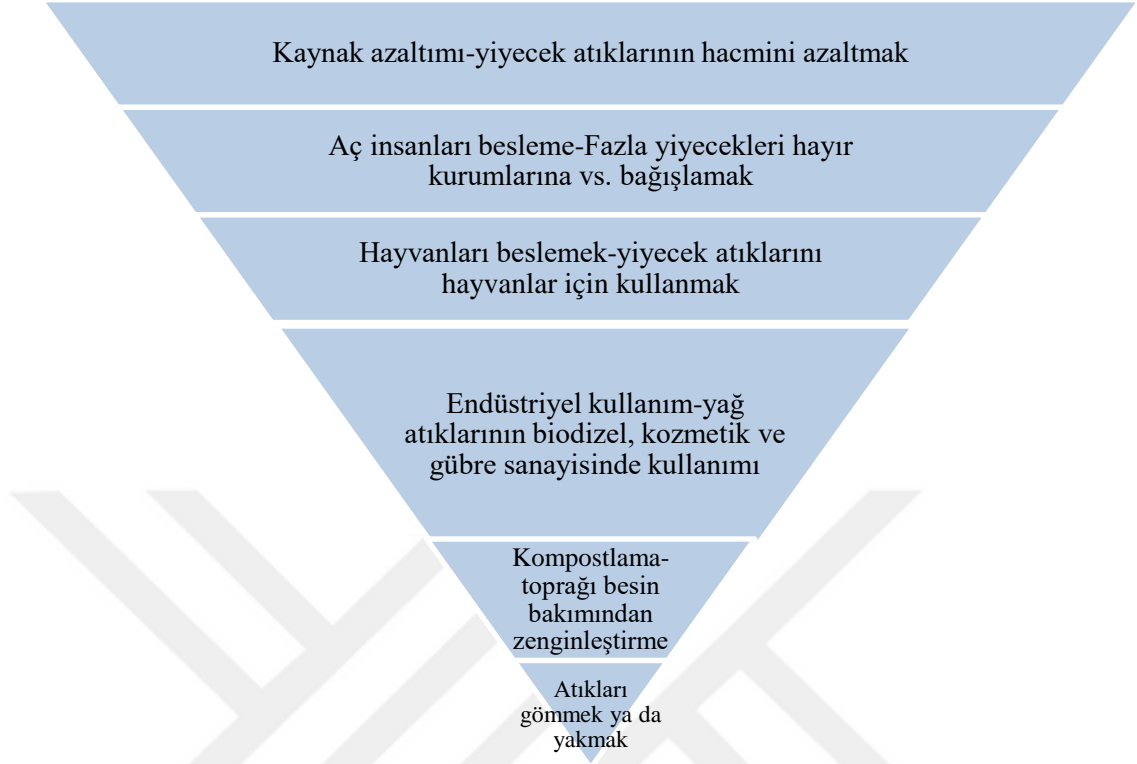 Kaynak azaltımı-yiyecek atıklarının hacmini azaltmak
Aç insanları besleme-Fazla yiyecekleri hayır
kurumlarına vs. bağışlamak
Hayvanları beslemek-yiyecek atıklarını
hayvanlar için kullanmak
Endüstriyel kullanım-yağ
atıklarının biodizel, kozmetik ve
gübre sanayisinde kullanımı
Kompostlama-
toprağı besin
bakımından
zenginleştirme
Atıkları
gömmek ya da
yakmak